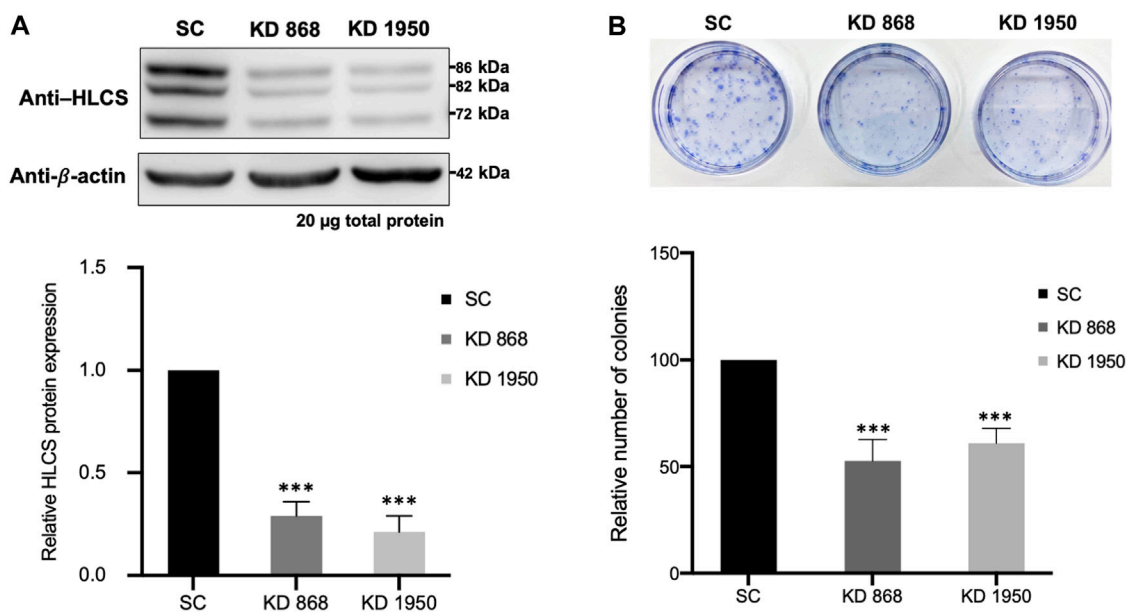 A
SC KD 868 KD 1950
Anti–HLCS
86 kDa
82 kDa
72 kDa
Anti-β-actin
42 kDa
20 µg total protein
Relative HLCS protein expression
1.5
1.0
0.5
0.0
SC
KD 868
KD 1950
***
***
SC KD 868 KD 1950
B
SC KD 868 KD 1950
Relative number of colonies
150
100
50
0
SC
KD 868
KD 1950
***
***
SC KD 868 KD 1950